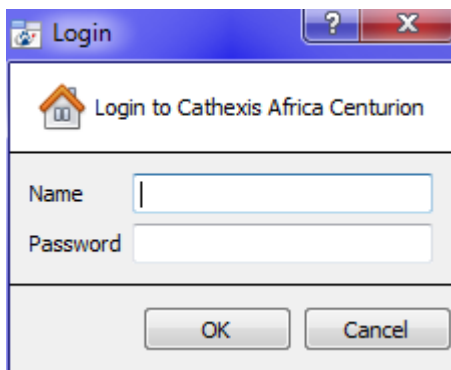 Login
Login to Cathexis Africa Centurion
Name
Password
OK Cancel